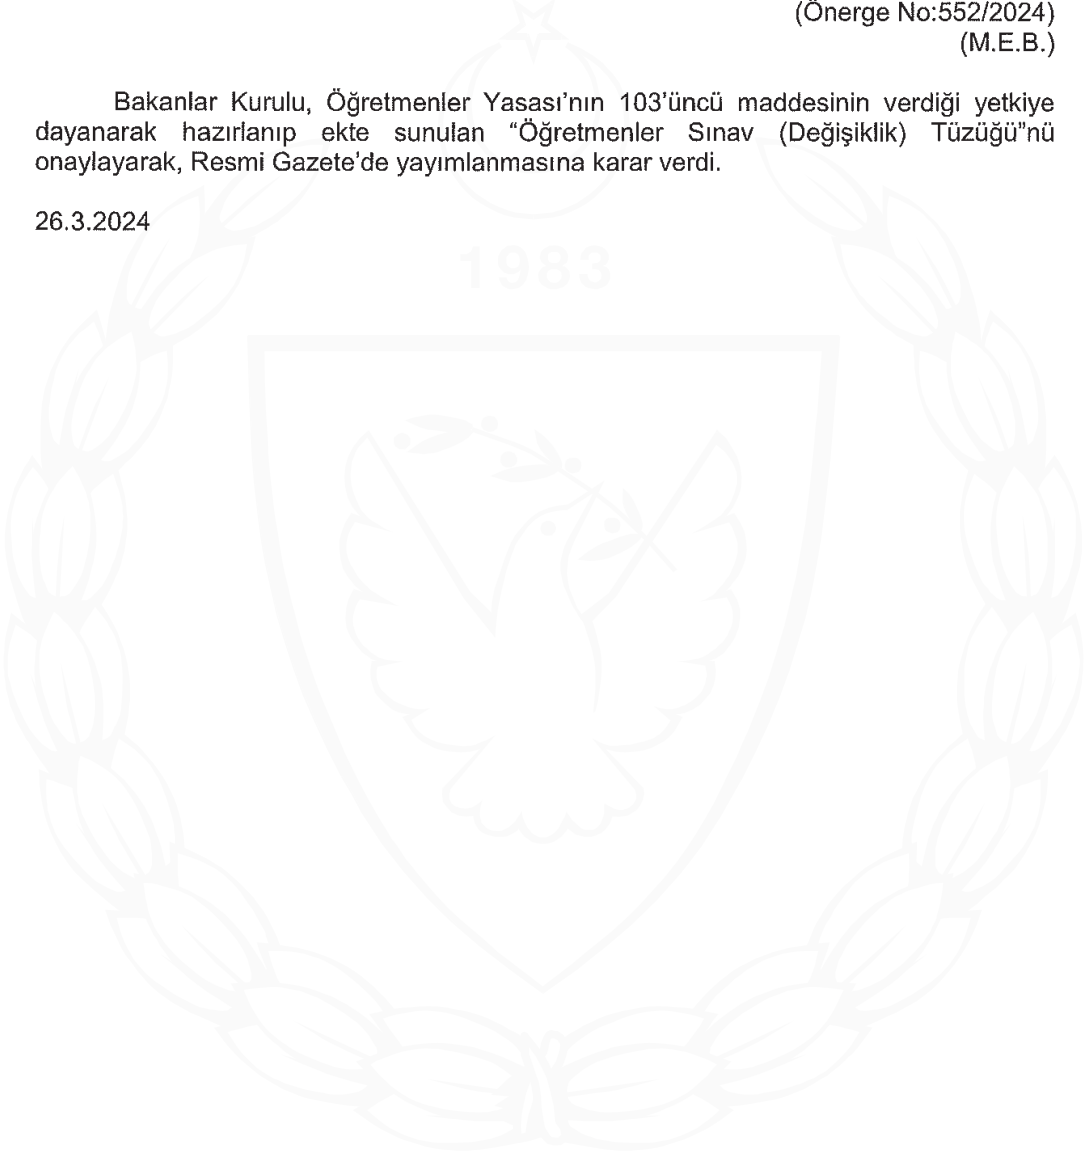 (Önerge No:552/2024)
(M.E.B.)
Bakanlar Kurulu, Öğretmenler Yasası’nın 103’üncü maddesinin verdiği yetkiye
dayanarak hazırlanıp ekte sunulan “Öğretmenler Sınav (Değişiklik) Tüzüğü”nü
onaylayarak, Resmi Gazete’de yayımlanmasına karar verdi.
26.3.2024
1983